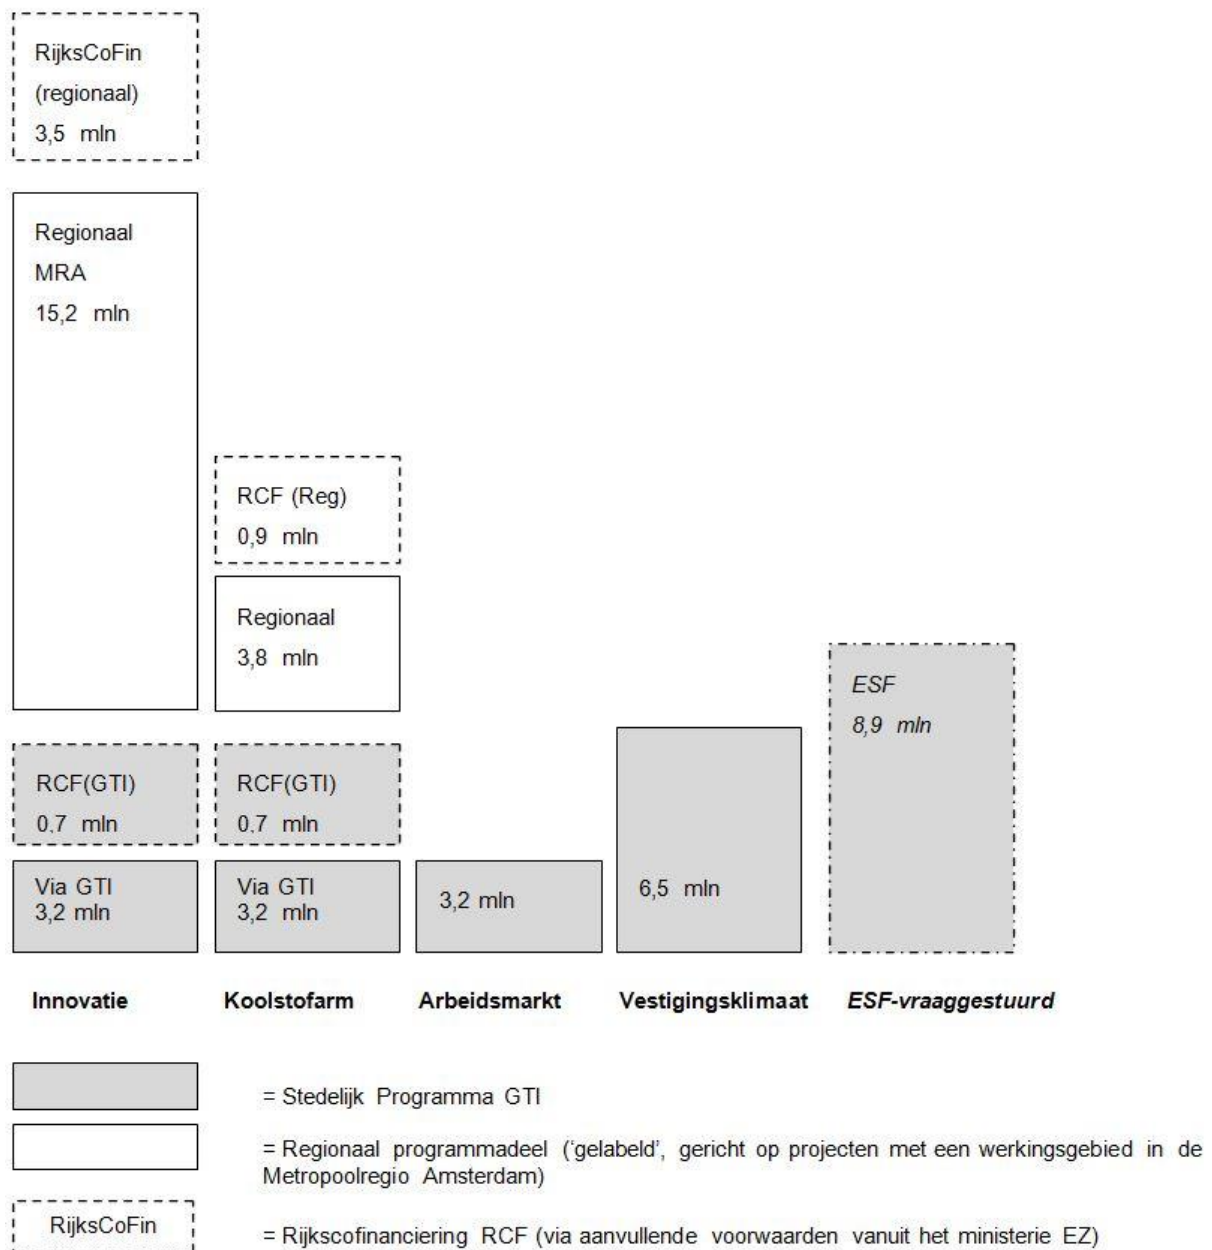 RijksCoFin
(regionaal)
3,5 mln
Regionaal
MRA
15,2 mln
RCF (Reg)
0,9 mln
Regionaal
3,8 mln
ESF
8,9 mln
RCF(GTI)
0,7 mln
RCF(GTI)
0,7 mln
Via GTI
3,2 mln
Via GTI
3,2 mln
3,2 mln
6,5 mln
Innovatie
Koolstofarm
Arbeidsmarkt
Vestigingsklimaat
ESF-vraaggestuurd
= Stedelijk Programma GTI
= Regionaal programmadeel (‘gelabeld’, gericht op projecten met een werkingsgebied in de
Metropoolregio Amsterdam)
RijksCoFin
= Rijkscofinanciering RCF (via aanvullende voorwaarden vanuit het ministerie EZ)